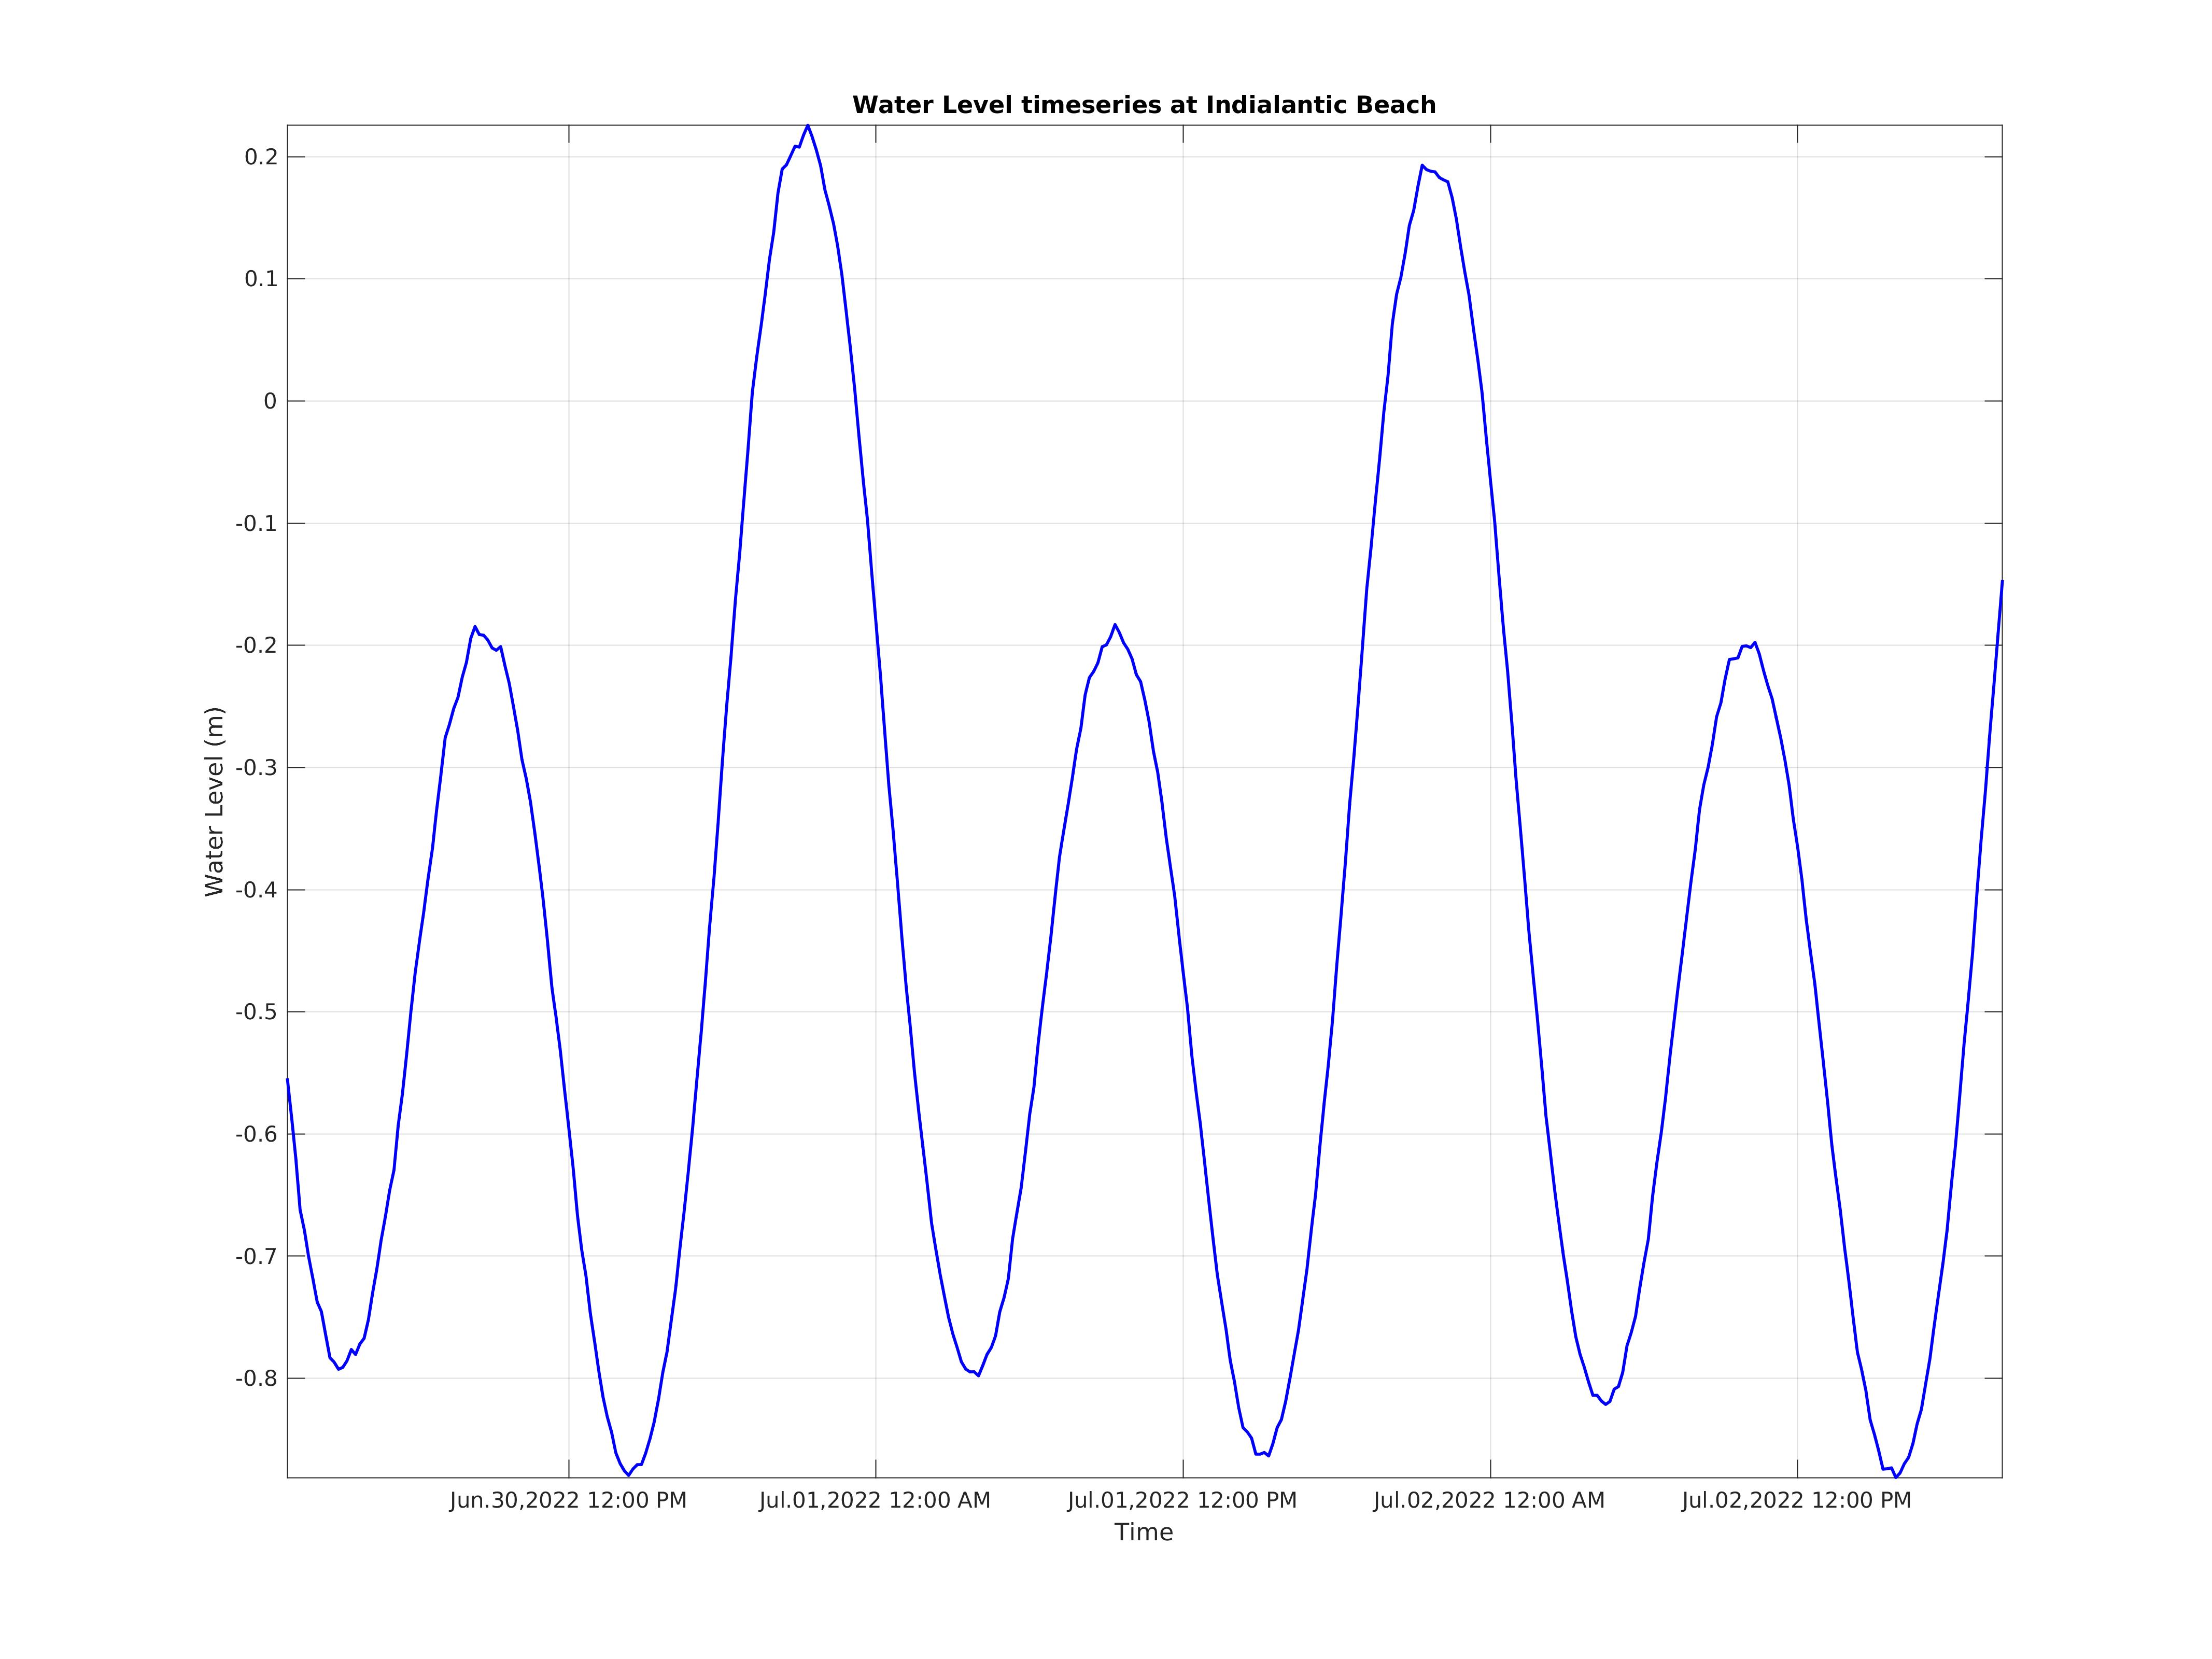 Water Level timeseries at Indialantic Beach
0.2
0.1
0
-0.1
-0.2
-0.3
-0.4
-0.5
-0.6
-0.7
-0.8
Water Level (m)
Jun.30,2022 12:00 PM
Jul.01,2022 12:00 AM
Jul.01,2022 12:00 PM
Jul.02,2022 12:00 AM
Jul.02,2022 12:00 PM
Time